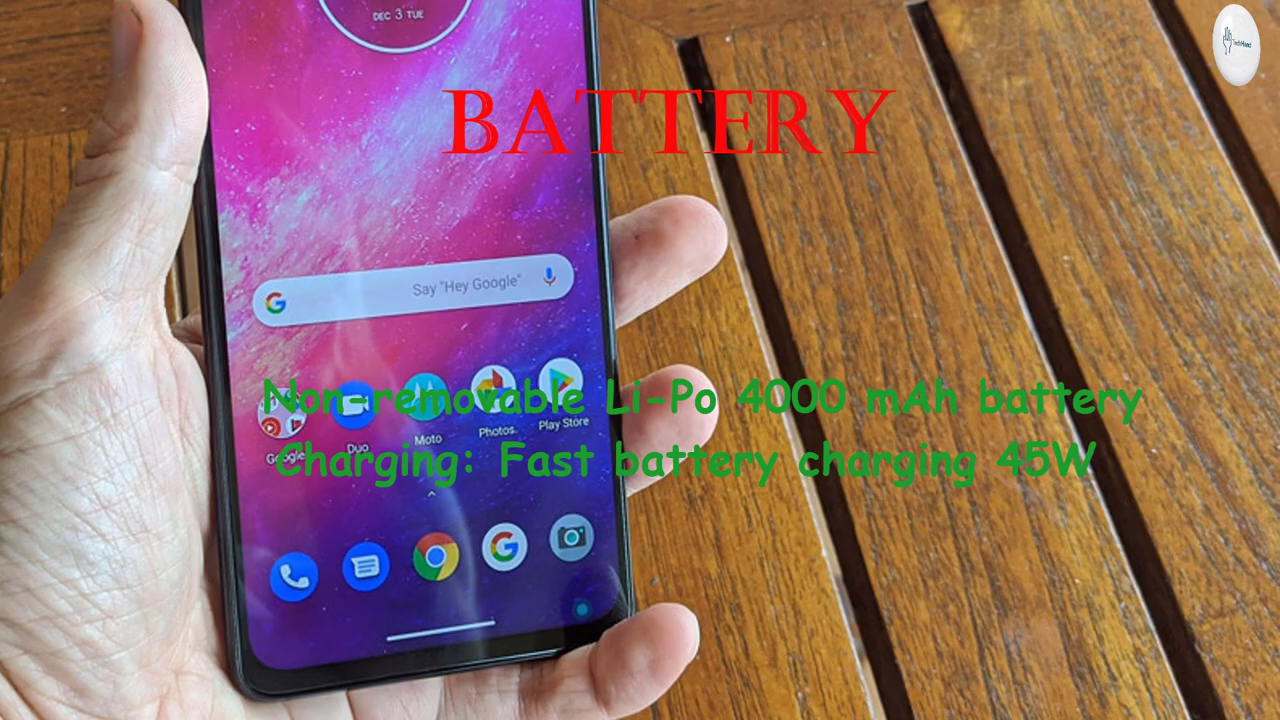 DEC 3 TUE
TechHand
BATTERY
Say "Hey Google"
Non-removable Li-Po 4000 mAh battery
Google
Duo
Moto
Photos
Play Store
Charging: Fast battery charging 45W